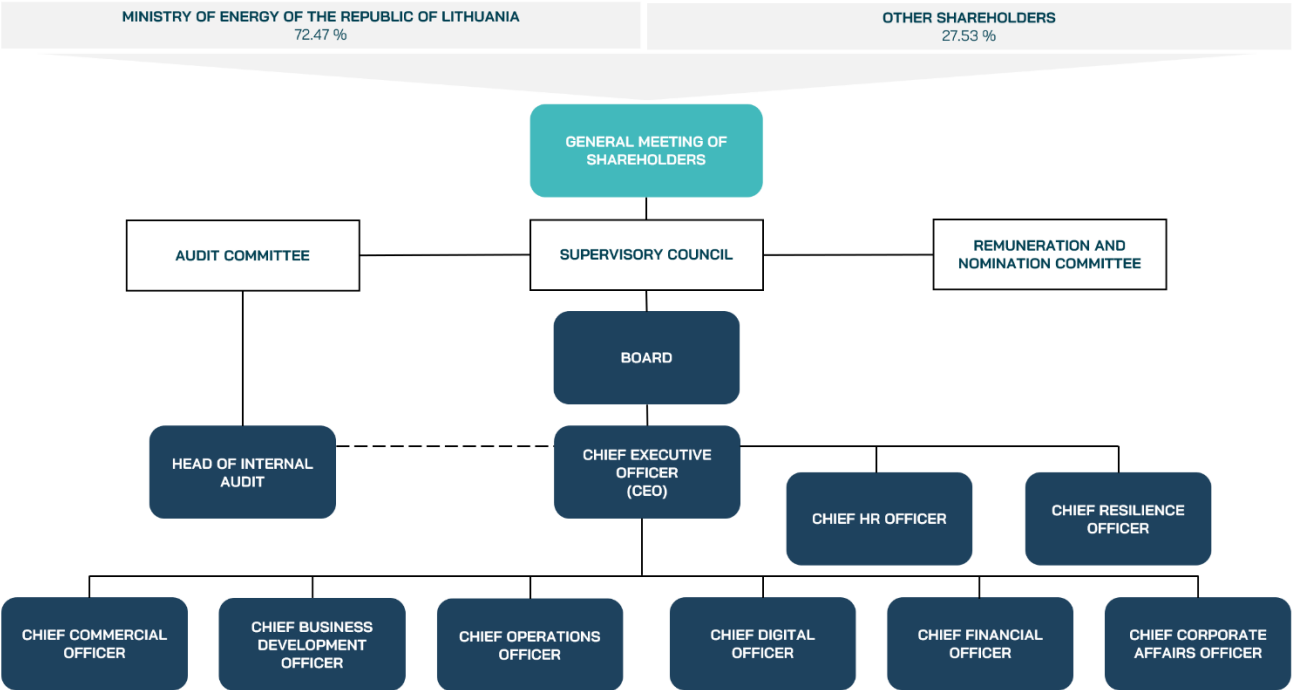 MINISTRY OF ENERGY OF THE REPUBLIC OF LITHUANIA
72.47 %
OTHER SHAREHOLDERS
27.53 %
GENERAL MEETING OF
SHAREHOLDERS
AUDIT COMMITTEE
SUPERVISORY COUNCIL
REMUNERATION AND
NOMINATION COMMITTEE
BOARD
HEAD OF INTERNAL
AUDIT
CHIEF EXECUTIVE
OFFICER
(CEO)
CHIEF HR OFFICER
CHIEF RESILIENCE
OFFICER
CHIEF COMMERCIAL
OFFICER
CHIEF BUSINESS
DEVELOPMENT
OFFICER
CHIEF OPERATIONS
OFFICER
CHIEF DIGITAL
OFFICER
CHIEF FINANCIAL
OFFICER
CHIEF CORPORATE
AFFAIRS OFFICER